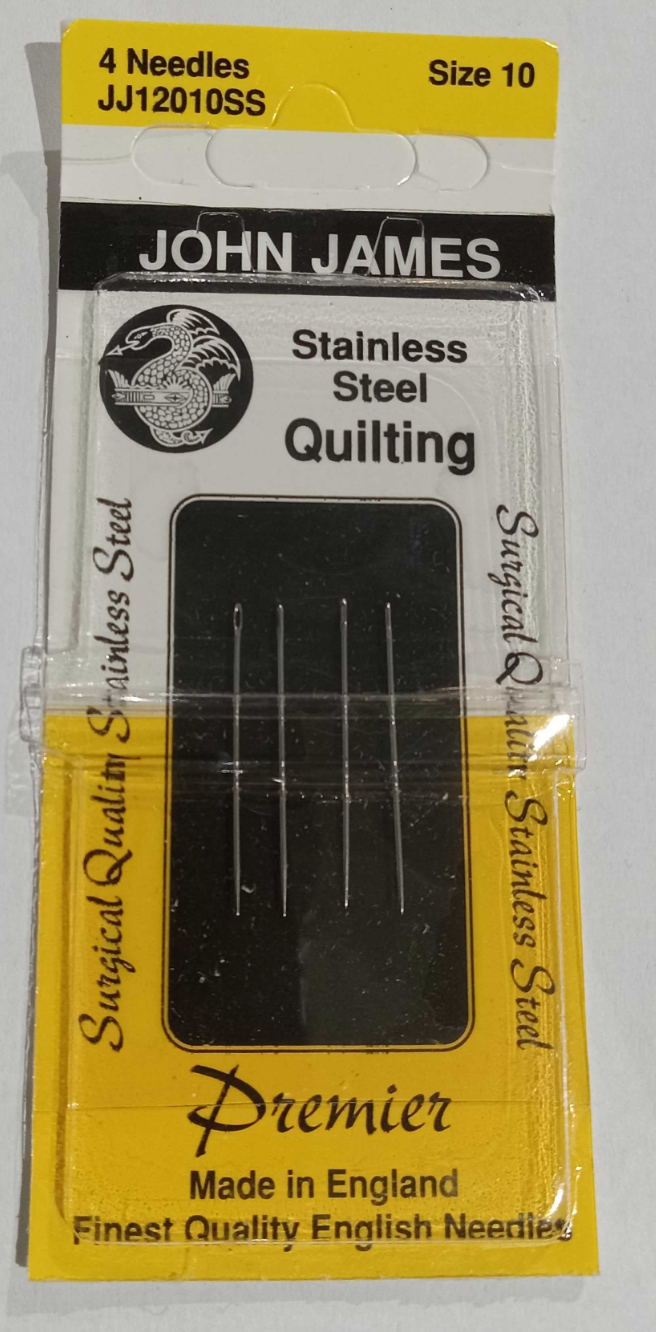 4 Needles
JJ12010SS
Size 10
JOHN JAMES
Stainless
Steel
Quilting
Surgical Quality Stainless Steel
Surgical Quality Stainless Steel
Premier
Made in England
Finest Quality English Needles